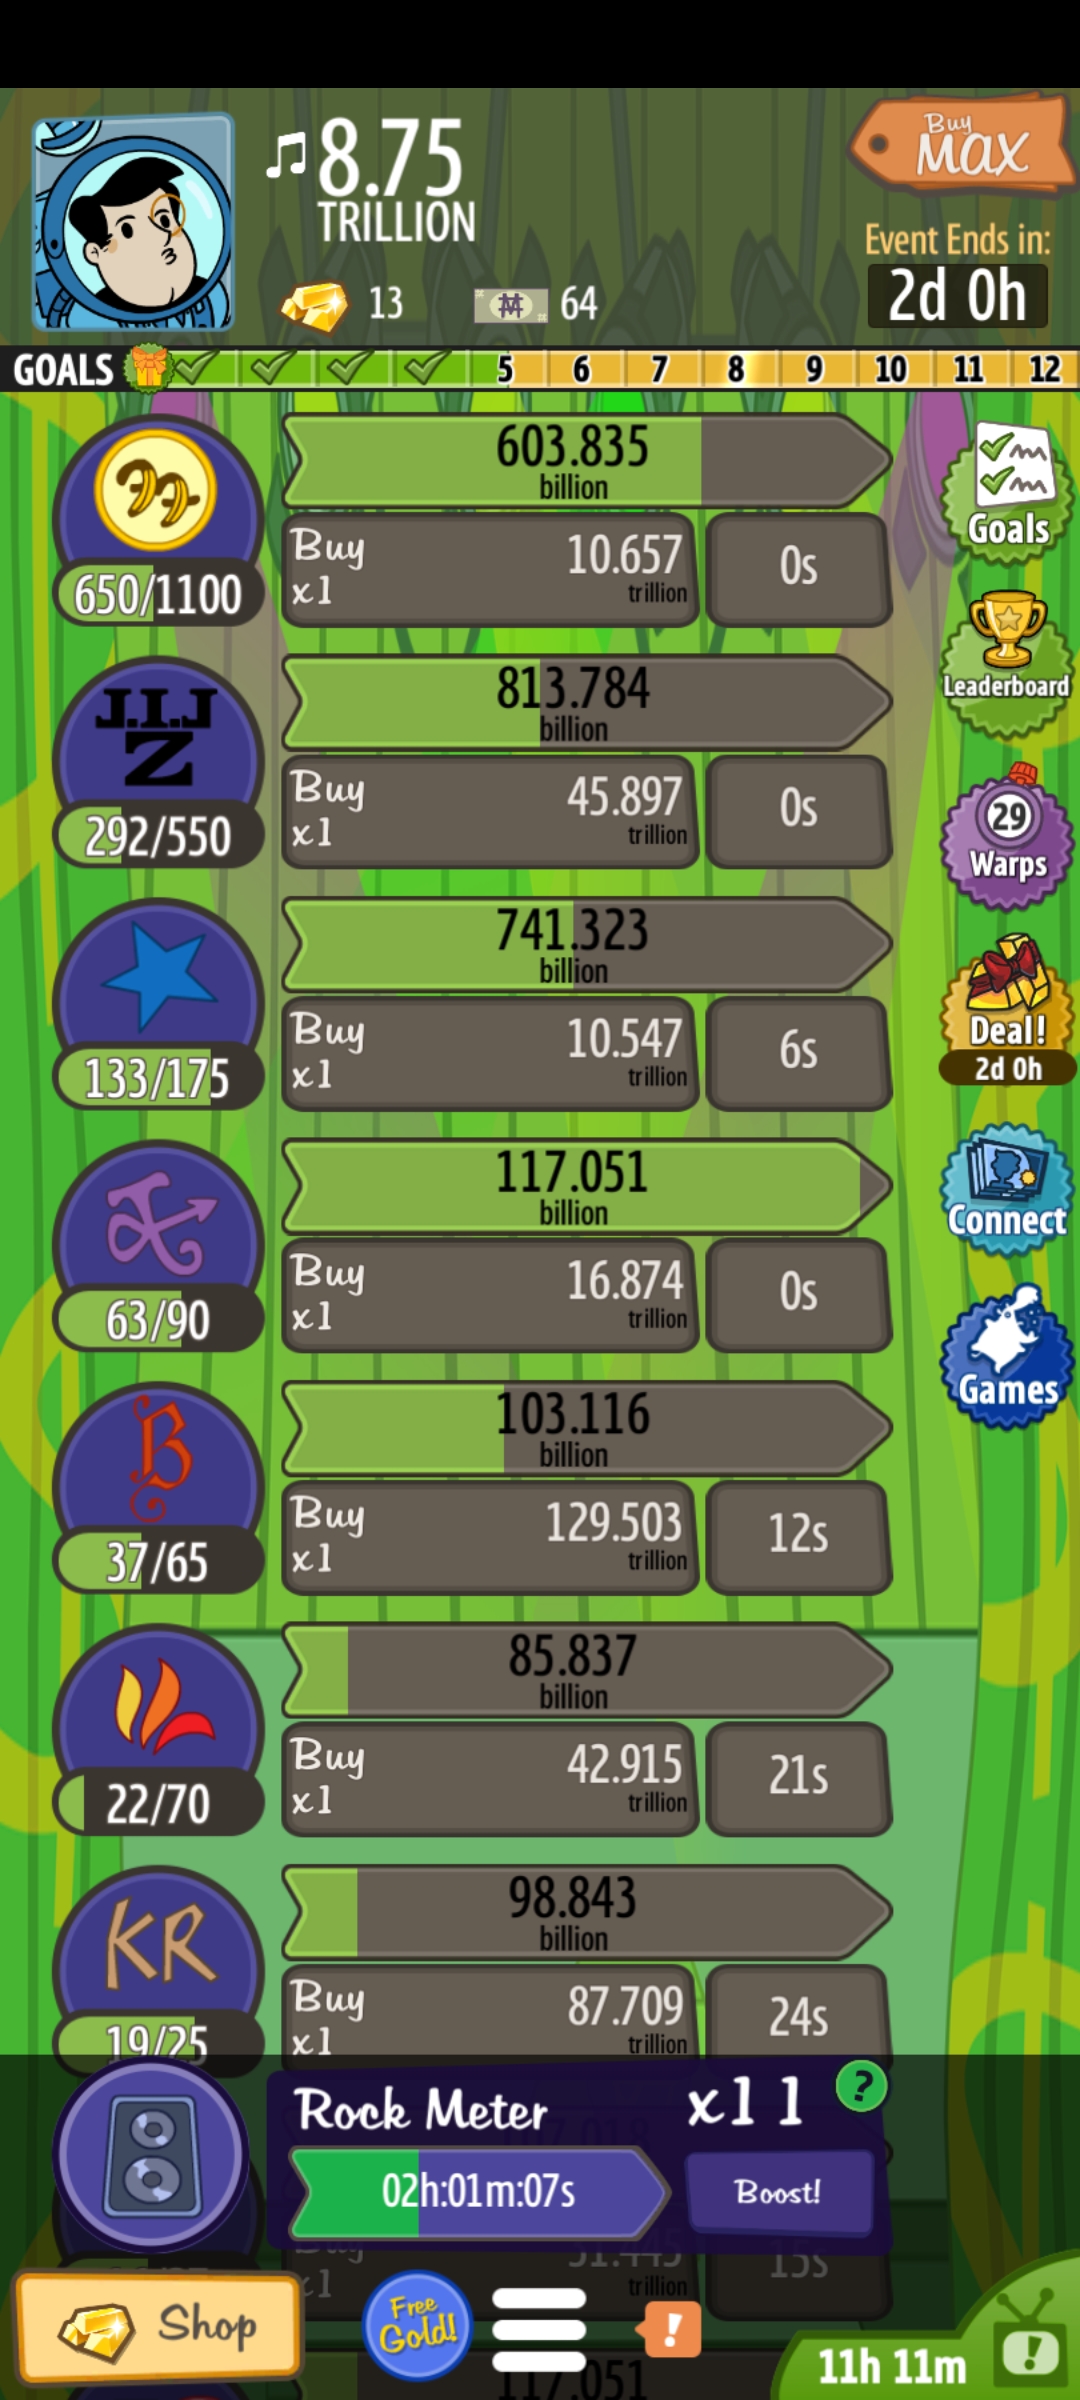 8.75
TRILLION
Buy
MAX
Event Ends in:
2d 0h
13
64
GOALS
5 6 7 8 9 10 11 12
603.835
billion
650/1100
Buy
x1
10.657
trillion
0s
Goals
J.I.J
Z
813.784
billion
292/550
Buy
x1
45.897
trillion
0s
Leaderboard
29
Warps
741.323
billion
133/175
Buy
x1
10.547
trillion
6s
Deal!
2d 0h
117.051
billion
63/90
Buy
x1
16.874
trillion
0s
Connect
B
103.116
billion
37/65
Buy
x1
129.503
trillion
12s
Games
85.837
billion
22/70
Buy
x1
42.915
trillion
21s
KR
98.843
billion
19/25
Buy
x1
87.709
trillion
24s
Rock Meter
x11
?
02h:01m:07s
Boost!
Buy
x1
51.445
trillion
15s
Shop
Free
Gold!
!
11h 11m
!
117.051